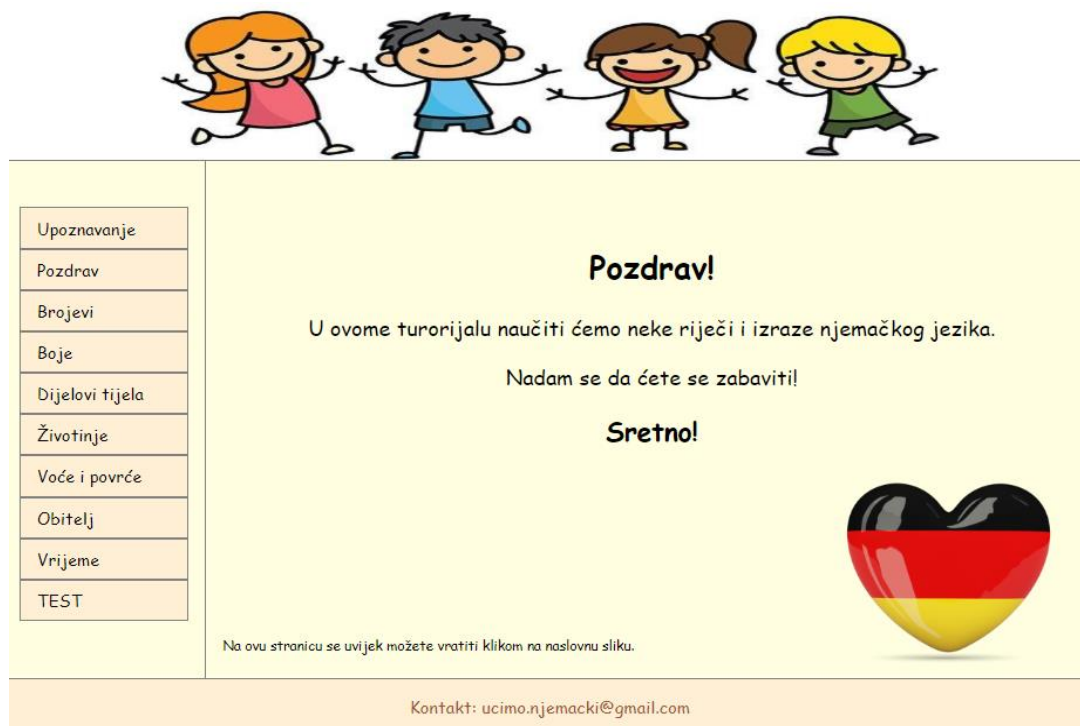 Upoznavanje
Pozdrav
Brojevi
Boje
Dijelovi tijela
Životinje
Voće i povrće
Obitelj
Vrijeme
TEST
Pozdrav!
U ovome turorijalu naučiti ćemo neke riječi i izraze njemačkog jezika.
Nadam se da ćete se zabaviti!
Sretno!
Na ovu stranicu se uvijek možete vratiti klikom na naslovnu sliku.
Kontakt: ucimo.njemacki@gmail.com